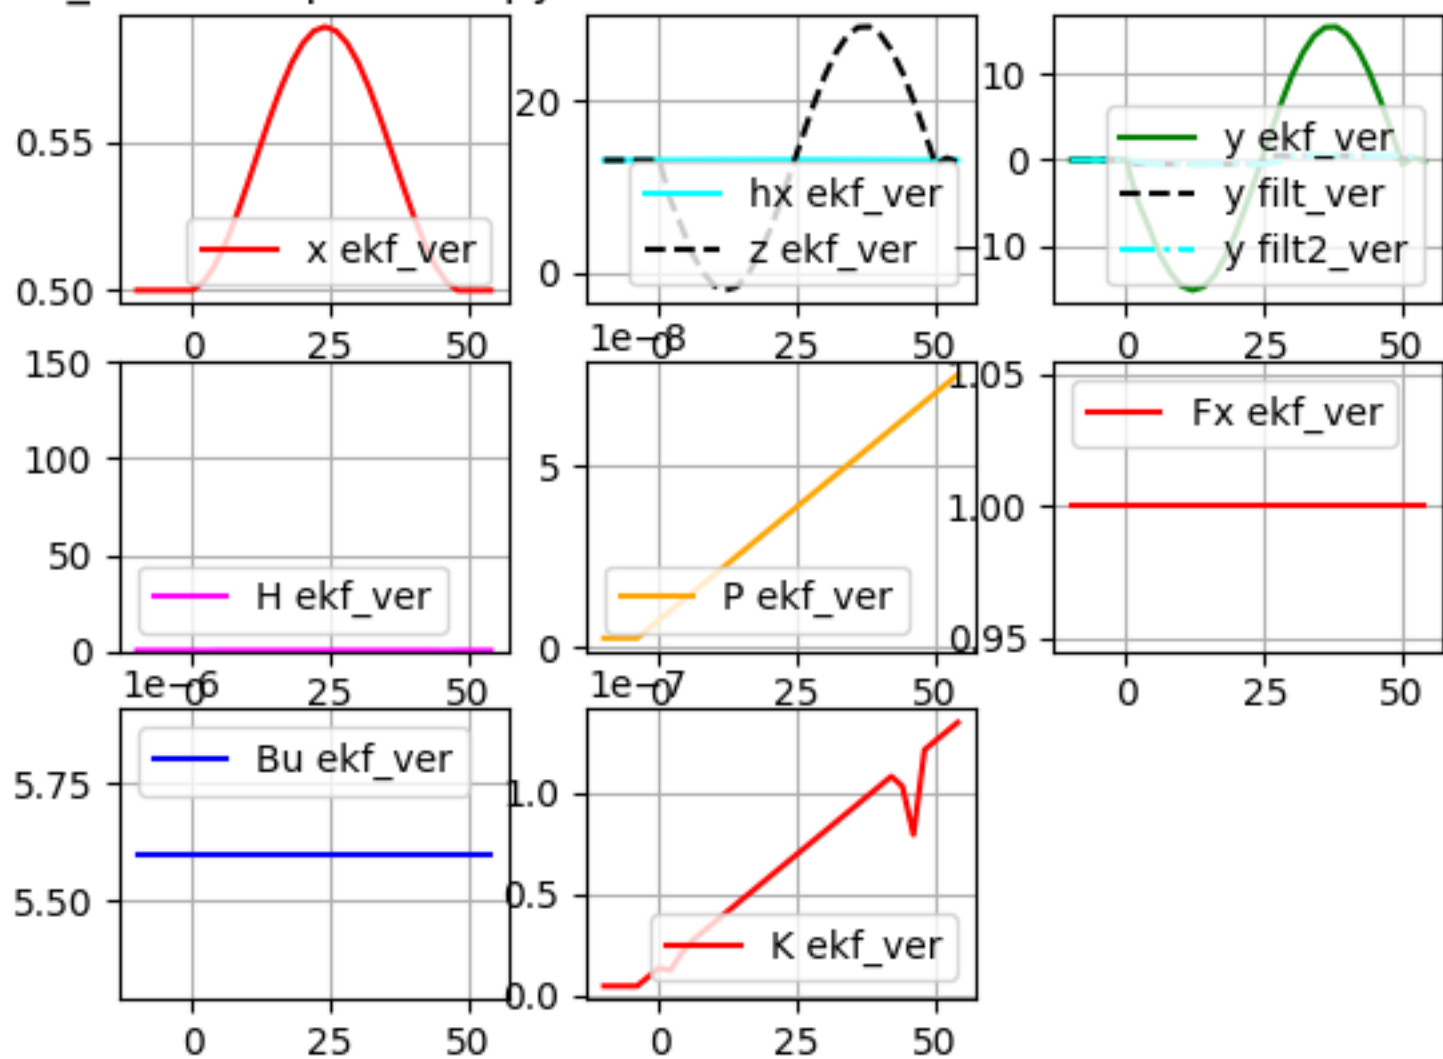 0.55
0.50
x ekf_ver
0 25 50
20
0
hx ekf_ver
z ekf_ver
0 25 50
10
0
−10
y ekf_ver
y filt_ver
y filt2_ver
0 25 50
150
100
50
0
H ekf_ver
0 25 50
1e−8
5
0
P ekf_ver
0 25 50
1.05
1.00
0.95
Fx ekf_ver
0 25 50
1e−6
5.75
5.50
Bu ekf_ver
0 25 50
1e−7
1.0
0.5
0.0
K ekf_ver
0 25 50